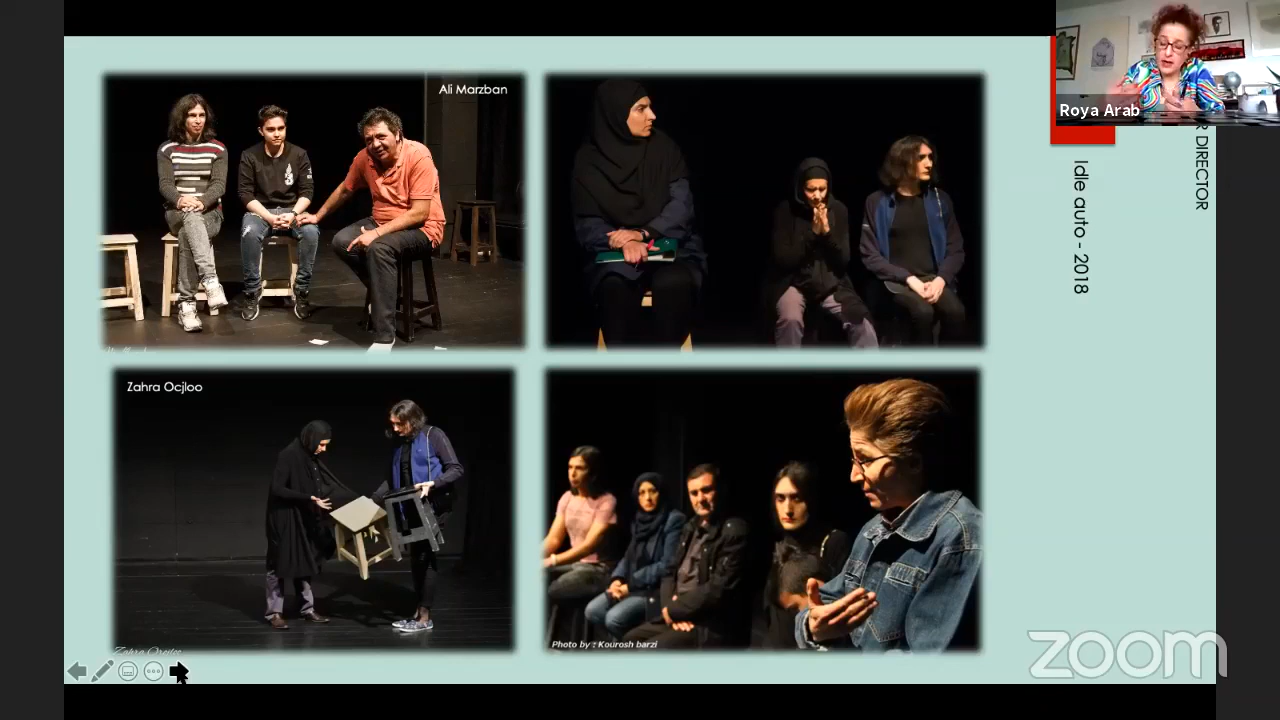 Ali Marzban
Roya Arab
R DIRECTOR
Idle auto - 2018
Zahra Ocjloo
Photo by : Kourosh barzi
zoom